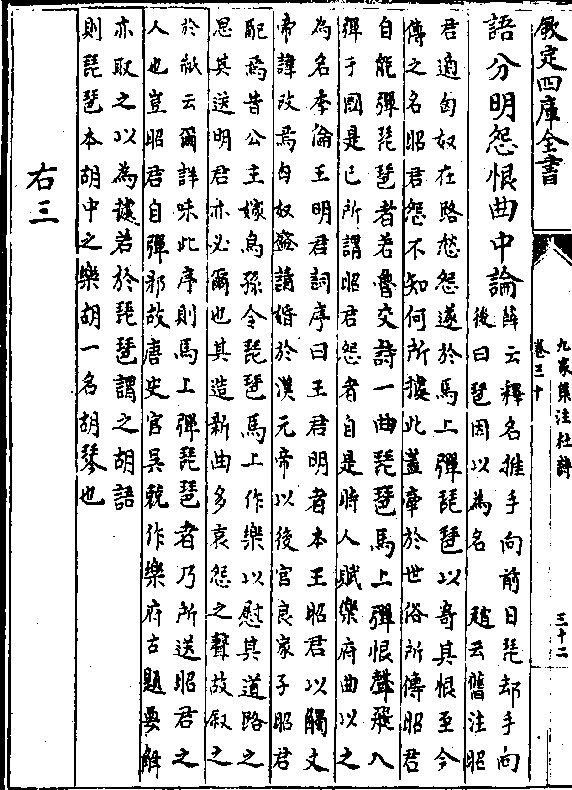 欽定四庫全書
九家集注杜詩
卷三十
三十二
語分明怨恨曲中論
薛云釋名推手向前曰琵却手向
後曰琶因以為名　趙云舊注昭
君適匈奴在路愁怨遂於馬上彈琵琶以寄其恨至今
傳之名昭君怨不知何所據此蓋牽於世俗所傳昭君
自能彈琵琶者若魯交詩一曲琵琶馬上彈恨聲飛入
彈于國是已所謂昭君怨者自是時人賦樂府曲以之
為名李倫王明君詞序曰王君明者本王昭君以觸文
帝諱改焉匈奴盛請婚於漢元帝以後宫良家子昭君
配焉昔公主嫁烏孫令琵琶馬上作樂以慰其道路之
思其送明君亦必爾也其造新曲多哀怨之聲故叙之
於紙云爾詳味此序則馬上彈琵琶者乃所送昭君之
人也豈昭君自彈邪故唐史官吳兢作樂府古題要解
亦取之以為據若於琵琶謂之胡語
則琵琶本胡中之樂胡一名胡琴也
右三